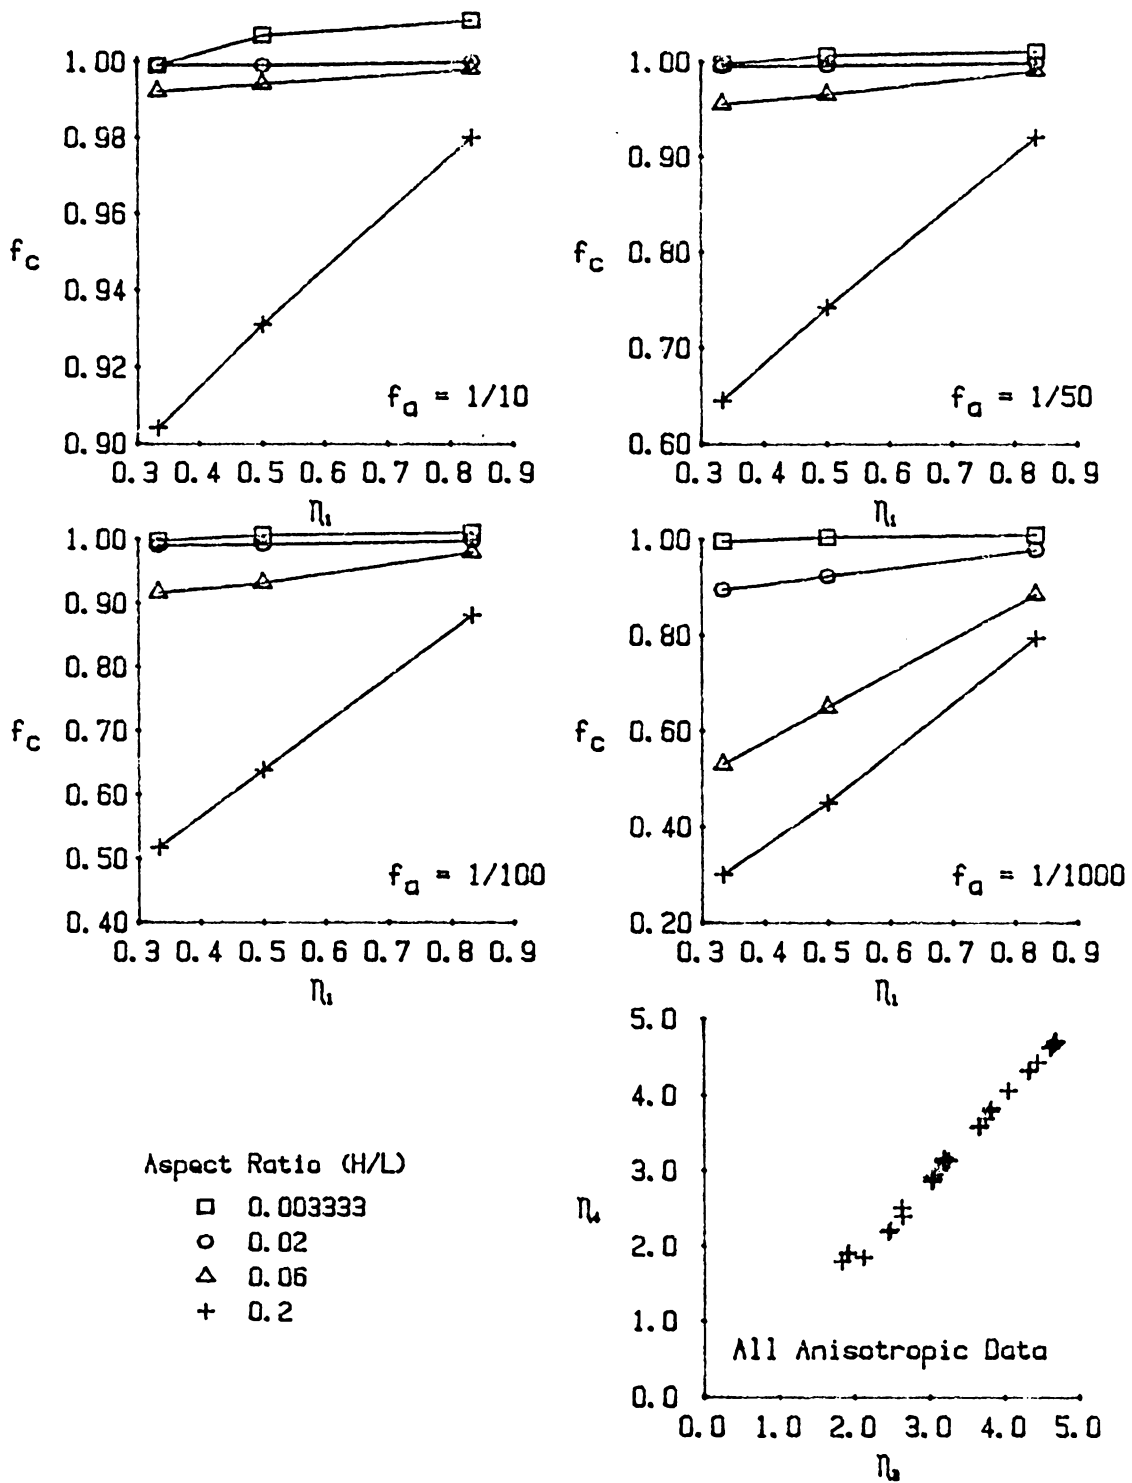 1.00
0.98
0.96
f_c
0.94
0.92
0.90
f_a = 1/10
0.3 0.4 0.5 0.6 0.7 0.8 0.9
η₁
1.00
0.90
f_c 0.80
0.70
0.60
f_a = 1/50
0.3 0.4 0.5 0.6 0.7 0.8 0.9
η₁
1.00
0.90
0.80
f_c 0.70
0.60
0.50
0.40
f_a = 1/100
0.3 0.4 0.5 0.6 0.7 0.8 0.9
η₁
1.00
0.80
f_c 0.60
0.40
0.20
f_a = 1/1000
0.3 0.4 0.5 0.6 0.7 0.8 0.9
η₁
Aspect Ratio (H/L)
0.003333
0.02
0.06
0.2
5.0
4.0
3.0
η₄
2.0
1.0
0.0
All Anisotropic Data
0.0 1.0 2.0 3.0 4.0 5.0